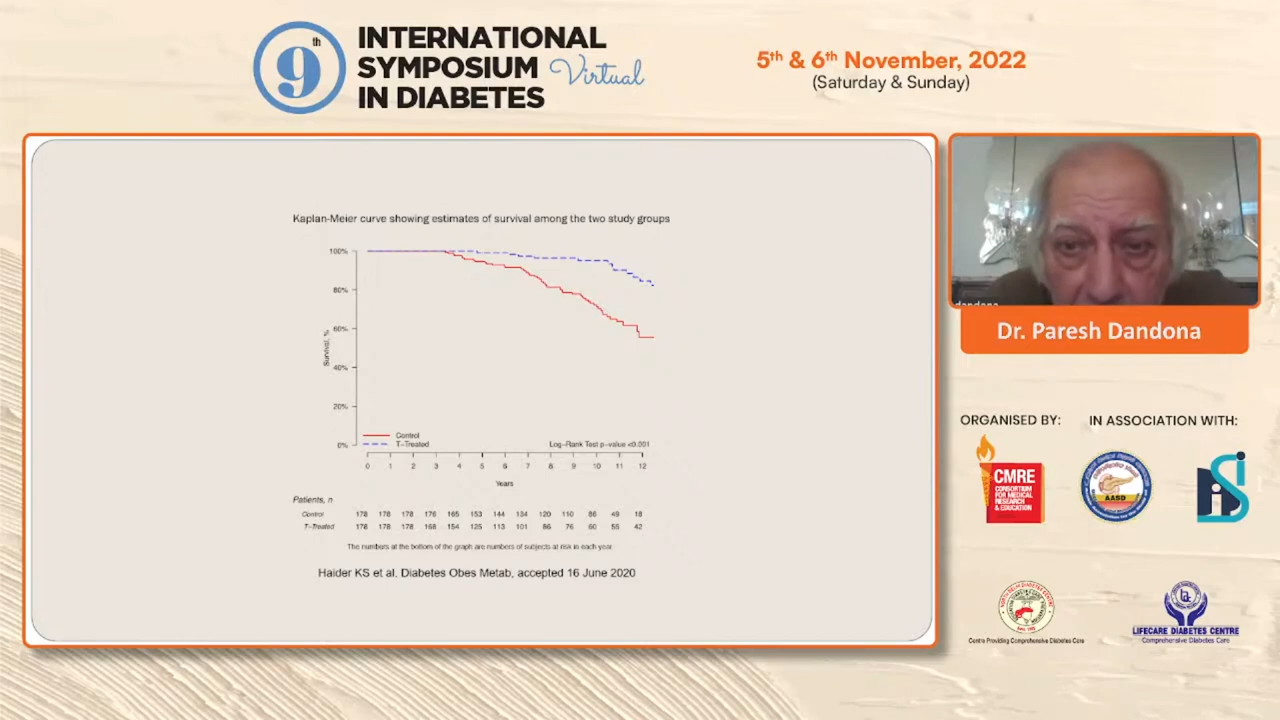 9th
INTERNATIONAL
SYMPOSIUM Virtual
IN DIABETES
5th & 6th November, 2022
(Saturday & Sunday)
Kaplan-Meier curve showing estimates of survival among the two study groups
100%
80%
60%
40%
20%
0%
Survival, %
Control
T-Treated
Log-Rank Test p-value <0.001
0 1 2 3 4 5 6 7 8 9 10 11 12
Years
Patients, n
Control 178 178 178 176 165 153 144 134 120 110 86 49 18
T-Treated 178 178 178 168 154 125 113 101 86 76 60 55 42
The numbers at the bottom of the graph are numbers of subjects at risk in each year
Haider KS et al. Diabetes Obes Metab, accepted 16 June 2020
dandona
Dr. Paresh Dandona
ORGANISED BY:
IN ASSOCIATION WITH:
CMRE
CONSORTIUM
FOR MEDICAL
RESEARCH
& EDUCATION
AASD
Centre Providing Comprehensive Diabetes Care
LIFECARE DIABETES CENTRE
Comprehensive Diabetes Care